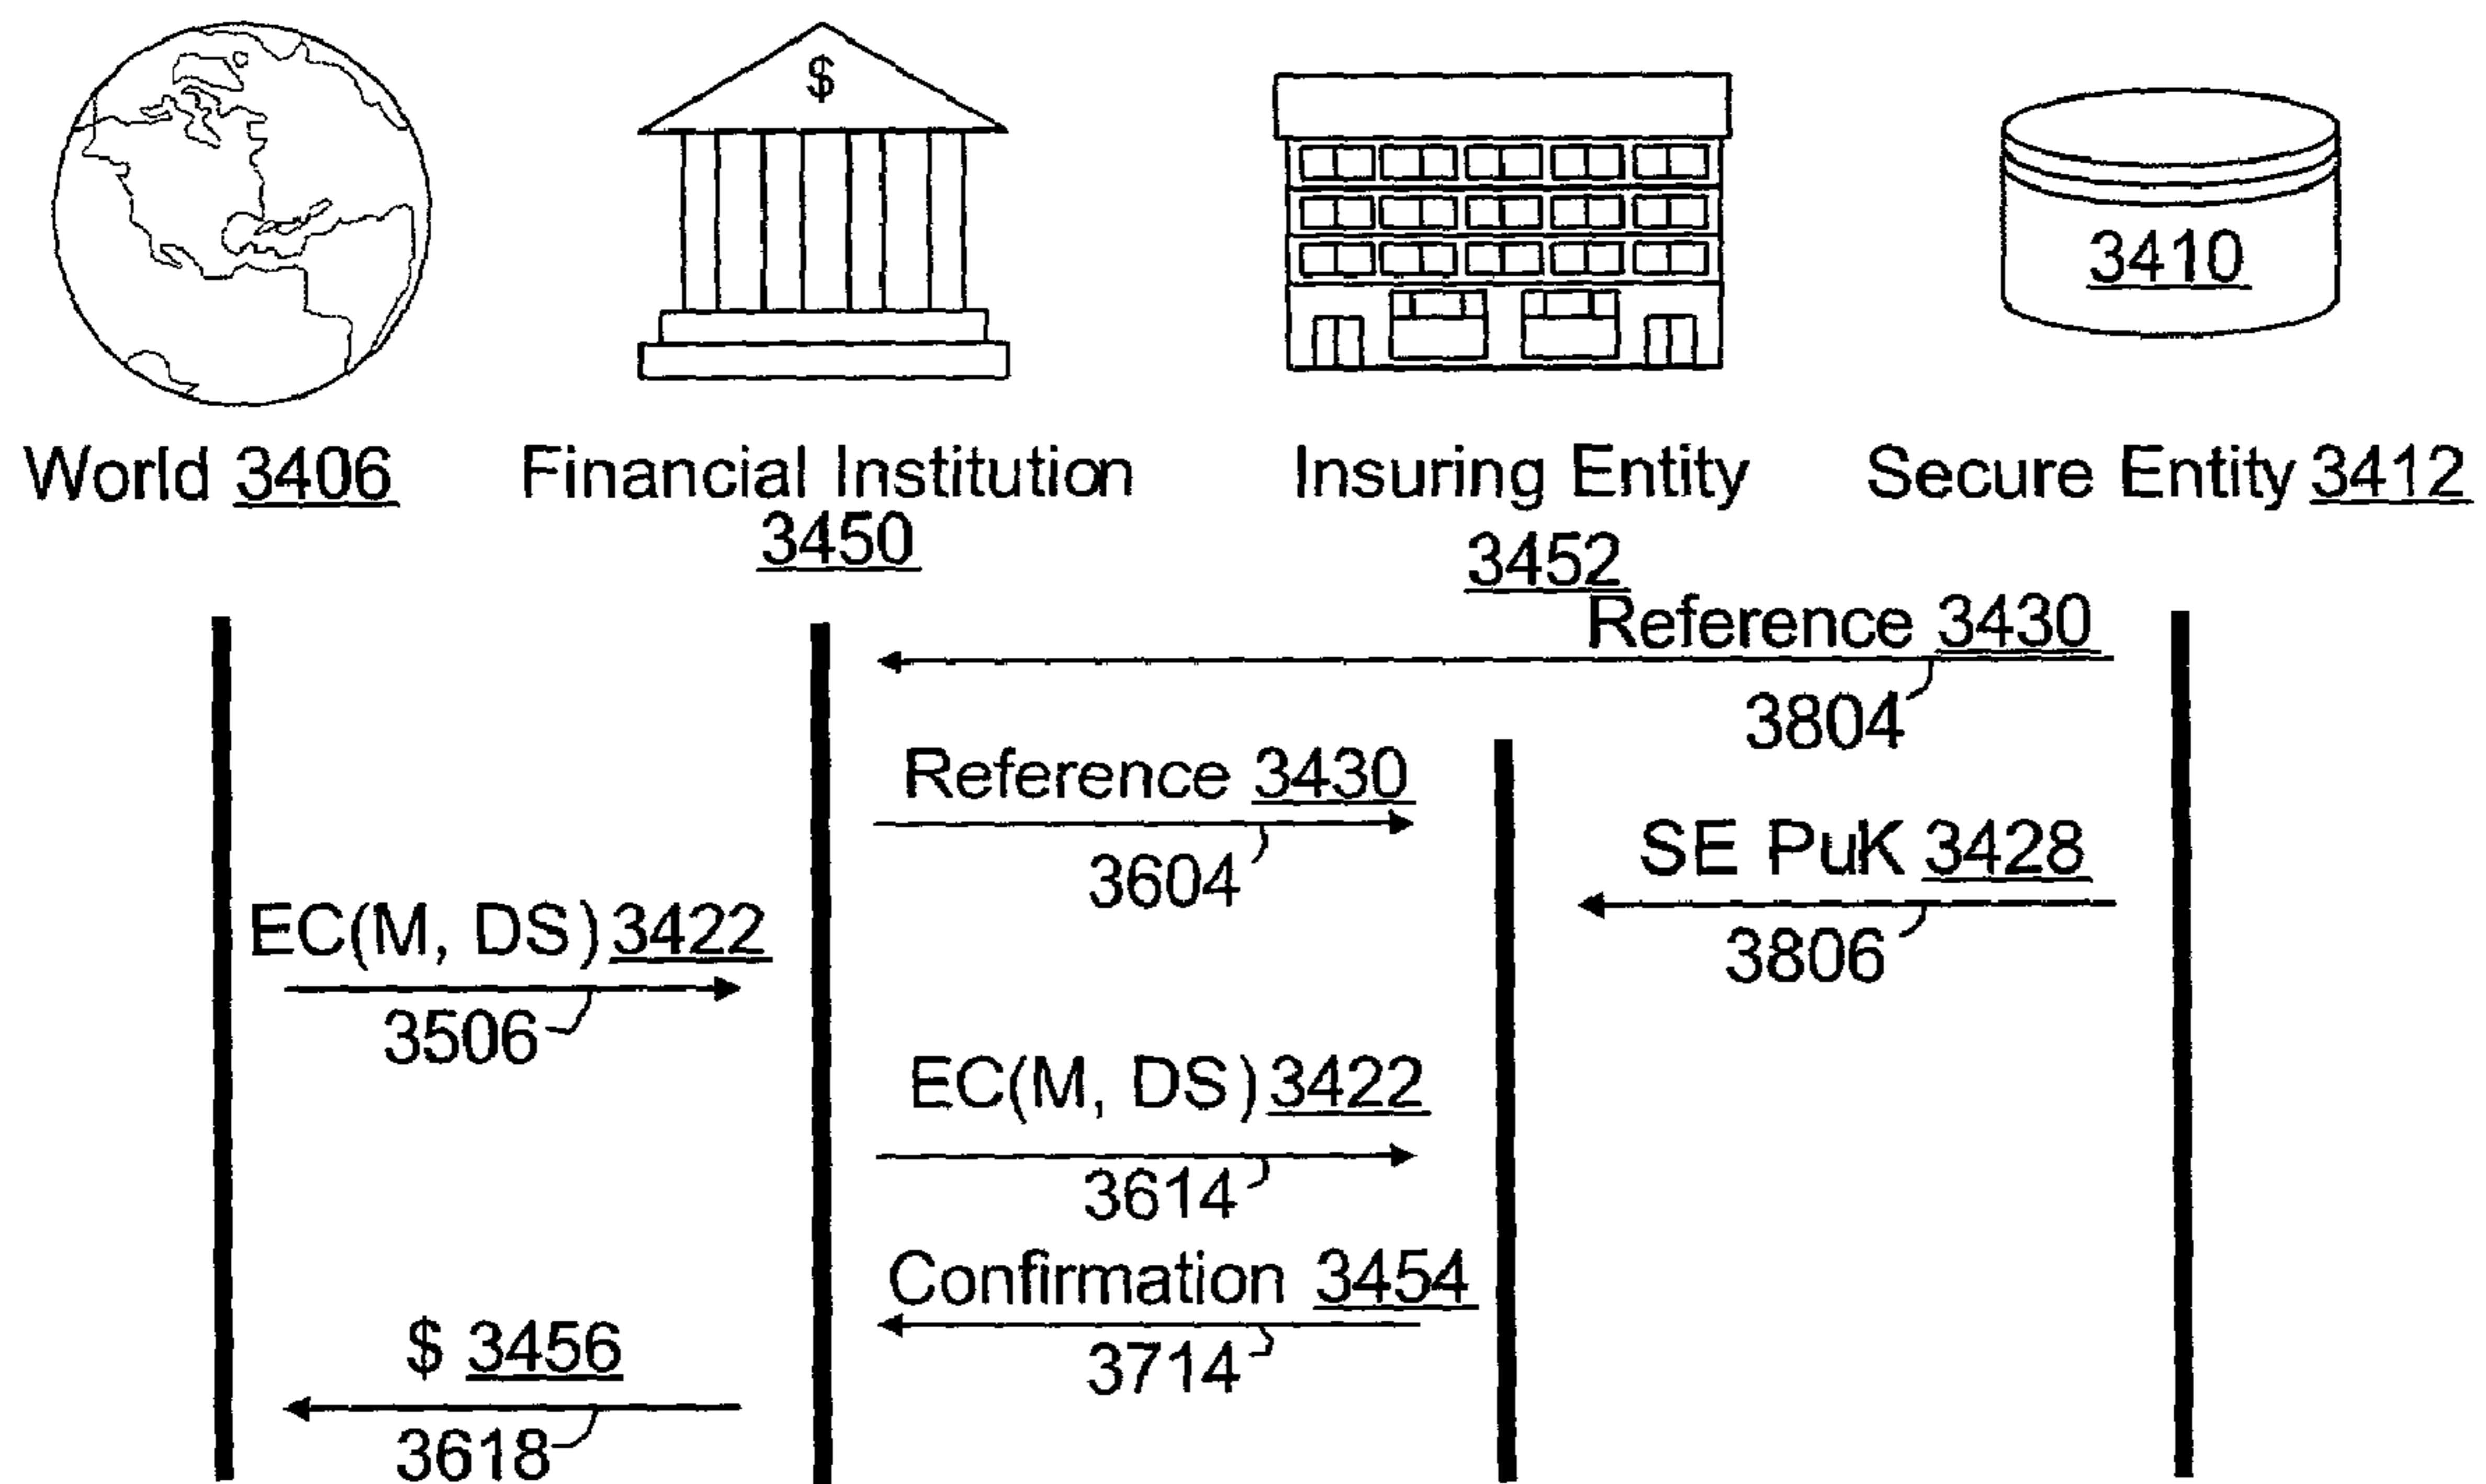 $
3410
World 3406
Financial Institution
3450
Insuring Entity
3452
Secure Entity 3412
Reference 3430
3804
Reference 3430
3604
SE PuK 3428
3806
EC(M, DS) 3422
3506
EC(M, DS) 3422
3614
Confirmation 3454
3714
$ 3456
3618